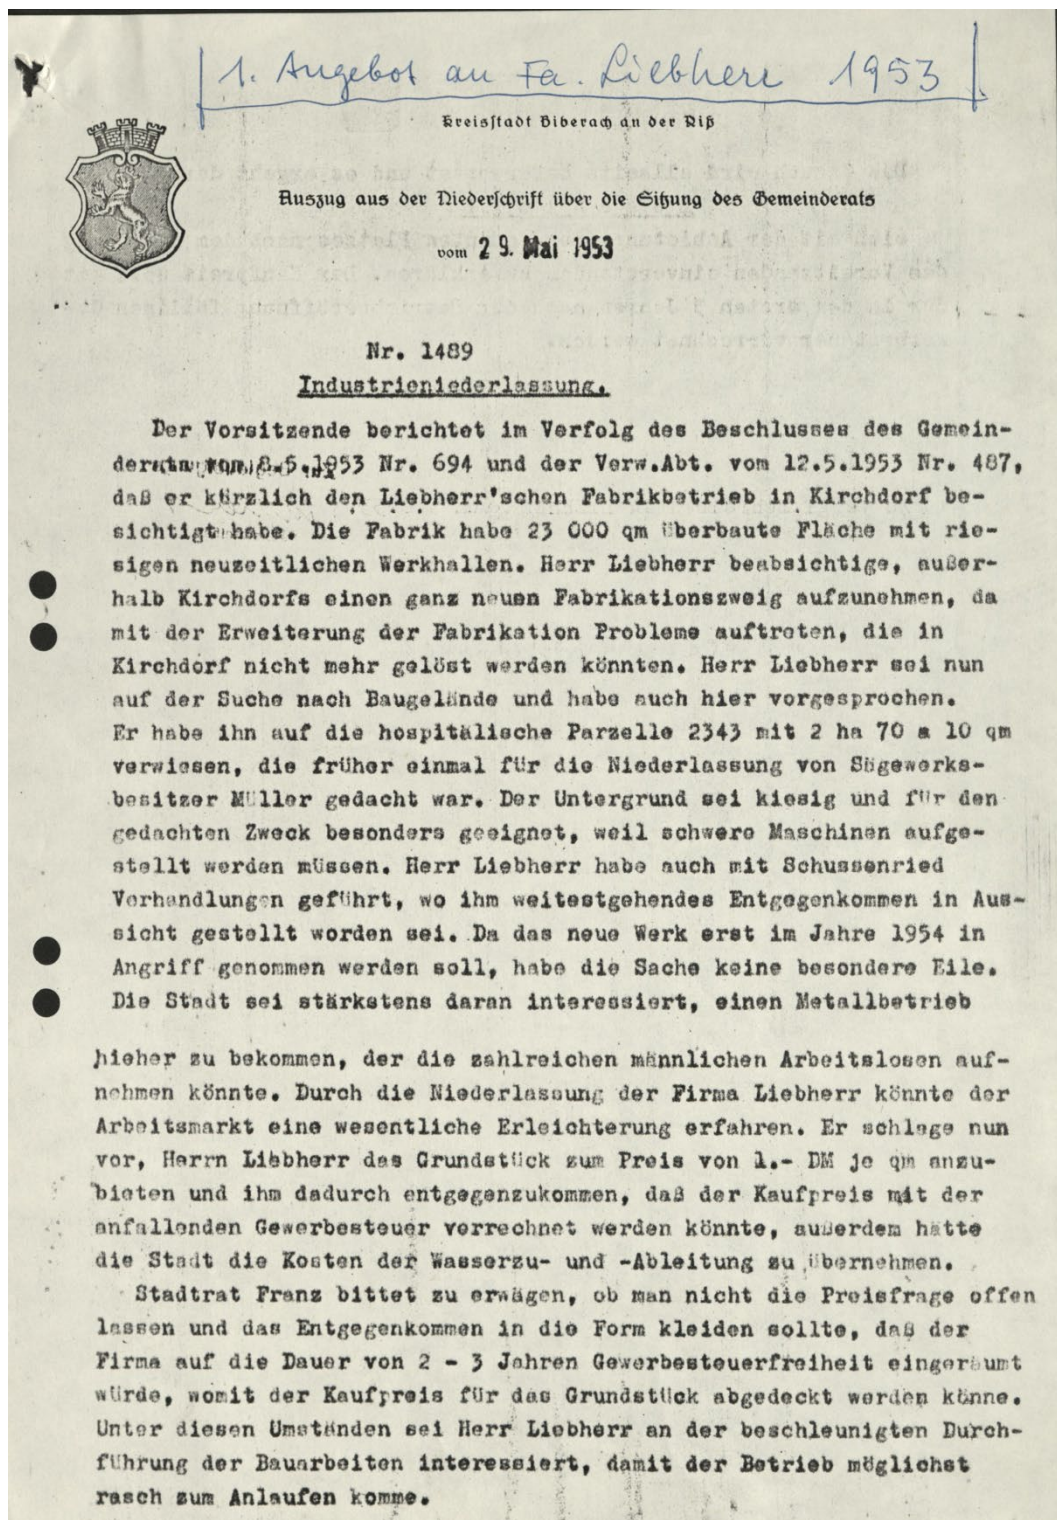 1. Angebot an Fa. Liebherr 1953
Kreisstadt Biberach an der Riß
Auszug aus der Niederschrift über die Sitzung des Gemeinderats
vom 29. Mai 1953
Nr. 1489
Industrieniederlassung.
Der Vorsitzende berichtet im Verfolg des Beschlusses des Gemein-
derats vom 8.5.1953 Nr. 694 und der Verw.Abt. vom 12.5.1953 Nr. 487,
daß er kürzlich den Liebherr'schen Fabrikbetrieb in Kirchdorf be-
sichtigt habe. Die Fabrik habe 23 000 qm überbaute Fläche mit rie-
sigen neuzeitlichen Werkhallen. Herr Liebherr beabsichtige, außer-
halb Kirchdorfs einen ganz neuen Fabrikationszweig aufzunehmen, da
mit der Erweiterung der Fabrikation Probleme auftreten, die in
Kirchdorf nicht mehr gelöst werden könnten. Herr Liebherr sei nun
auf der Suche nach Baugelände und habe auch hier vorgesprochen.
Er habe ihn auf die hospitälische Parzelle 2343 mit 2 ha 70 a 10 qm
verwiesen, die früher einmal für die Niederlassung von Sägewerks-
besitzer Müller gedacht war. Der Untergrund sei kiesig und für den
gedachten Zweck besonders geeignet, weil schwere Maschinen aufge-
stellt werden müssen. Herr Liebherr habe auch mit Schussenried
Verhandlungen geführt, wo ihm weitestgehendes Entgegenkommen in Aus-
sicht gestellt worden sei. Da das neue Werk erst im Jahre 1954 in
Angriff genommen werden soll, habe die Sache keine besondere Eile.
Die Stadt sei stärkstens daran interessiert, einen Metallbetrieb
hieher zu bekommen, der die zahlreichen männlichen Arbeitslosen auf-
nehmen könnte. Durch die Niederlassung der Firma Liebherr könnte der
Arbeitsmarkt eine wesentliche Erleichterung erfahren. Er schlage nun
vor, Herrn Liebherr das Grundstück zum Preis von 1.- DM je qm anzu-
bieten und ihm dadurch entgegenzukommen, daß der Kaufpreis mit der
anfallenden Gewerbesteuer verrechnet werden könnte, außerdem hätte
die Stadt die Kosten der Wasserzu- und -Ableitung zu übernehmen.
Stadtrat Franz bittet zu erwägen, ob man nicht die Preisfrage offen
lassen und das Entgegenkommen in die Form kleiden sollte, daß der
Firma auf die Dauer von 2 - 3 Jahren Gewerbesteuerfreiheit eingeräumt
würde, womit der Kaufpreis für das Grundstück abgedeckt werden könne.
Unter diesen Umständen sei Herr Liebherr an der beschleunigten Durch-
führung der Bauarbeiten interessiert, damit der Betrieb möglichst
rasch zum Anlaufen komme.